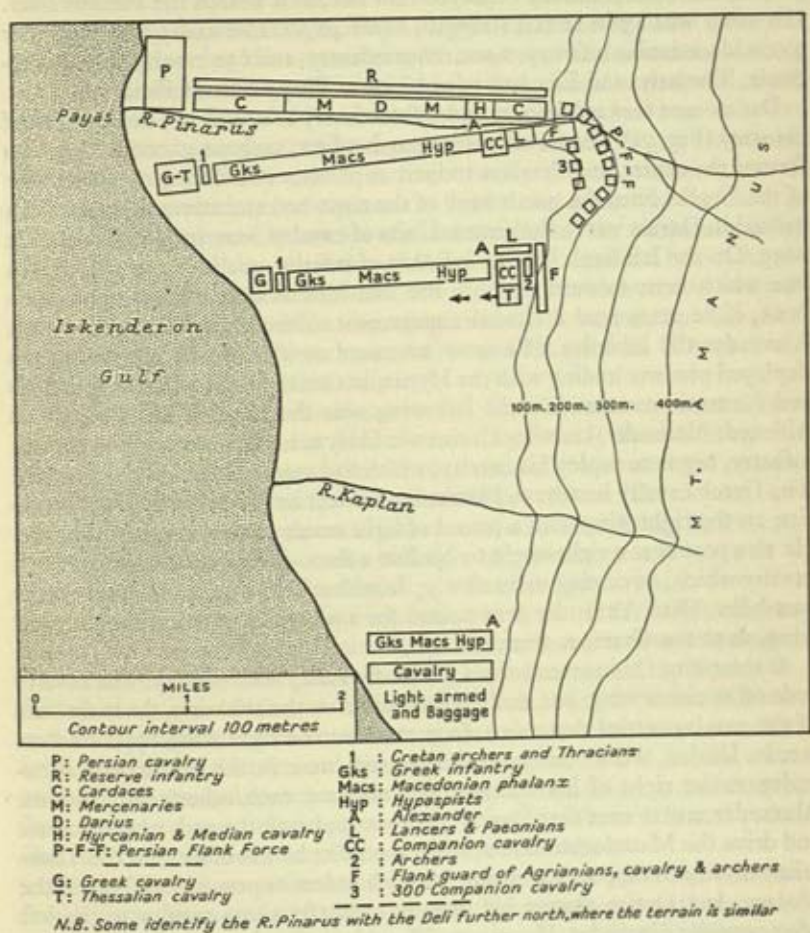 P
R
C M D M H C
Payas
R. Pinarus
A
G-T 1 Gks Macs Hyp CC L F
3
P-F-F
L
A
G 1 Gks Macs Hyp CC 2 F
T
Iskenderon
Gulf
100m. 200m. 300m. 400m.
MT. AMMANUS
R. Kaplan
A
Gks Macs Hyp
Cavalry
Light armed
and Baggage
MILES
0 1 2
Contour interval 100 metres
P: Persian cavalry
R: Reserve infantry
C: Cardaces
M: Mercenaries
D: Darius
H: Hyrcanian & Median cavalry
P-F-F: Persian Flank Force
G: Greek cavalry
T: Thessalian cavalry
1 : Cretan archers and Thracians
Gks : Greek infantry
Macs: Macedonian phalanx
Hyp : Hypaspists
A : Alexander
L : Lancers & Paeonians
CC : Companion cavalry
2 : Archers
F : Flank guard of Agrianians, cavalry & archers
3 : 300 Companion cavalry
N.B. Some identify the R. Pinarus with the Deli further north, where the terrain is similar